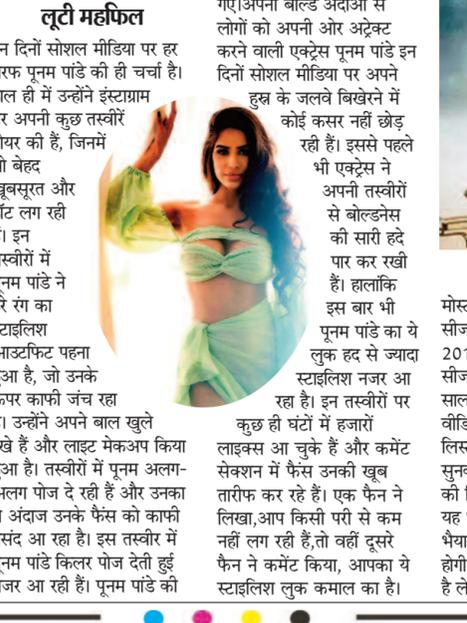 लूटी महफिल
न दिनों सोशल मीडिया पर हर
रफ पूनम पांडे की ही चर्चा है।
ाल ही में उन्होंने इंस्टाग्राम
र अपनी कुछ तस्वीरें
ोयर की हैं, जिनमें
ो बेहद
खूबसूरत और
ॉट लग रही
ं। इन
स्वीरों में
नम पांडे ने
रे रंग का
टाइलिश
आउटफिट पहना
ुआ है, जो उनके
पर काफी जंच रहा
। उन्होंने अपने बाल खुले
खे हैं और लाइट मेकअप किया
ुआ है। तस्वीरों में पूनम अलग-
अलग पोज दे रही हैं और उनका
अंदाज उनके फैंस को काफी
संद आ रहा है। इस तस्वीर में
ूनम पांडे किलर पोज देती हुई
जर आ रही हैं। पूनम पांडे की
गए।अपनी बोल्ड अदाओं से
लोगों को अपनी ओर अट्रेक्ट
करने वाली एक्ट्रेस पूनम पांडे इन
दिनों सोशल मीडिया पर अपने
हुस्न के जलवे बिखेरने में
कोई कसर नहीं छोड़
रही हैं। इससे पहले
भी एक्ट्रेस ने
अपनी तस्वीरों
से बोल्डनेस
की सारी हदे
पार कर रखी
हैं। हालांकि
इस बार भी
पूनम पांडे का ये
लुक हद से ज्यादा
स्टाइलिश नजर आ
रहा है। इन तस्वीरों पर
कुछ ही घंटों में हजारों
लाइक्स आ चुके हैं और कमेंट
सेक्शन में फैंस उनकी खूब
तारीफ कर रहे हैं। एक फैन ने
लिखा,आप किसी परी से कम
नहीं लग रही हैं,तो वहीं दूसरे
फैन ने कमेंट किया, आपका ये
स्टाइलिश लुक कमाल का है।
मोस्ट
सीज
201
सीज
साल
वीडि
लिस
सुनव
की
यह
भैया
होगी
है ले